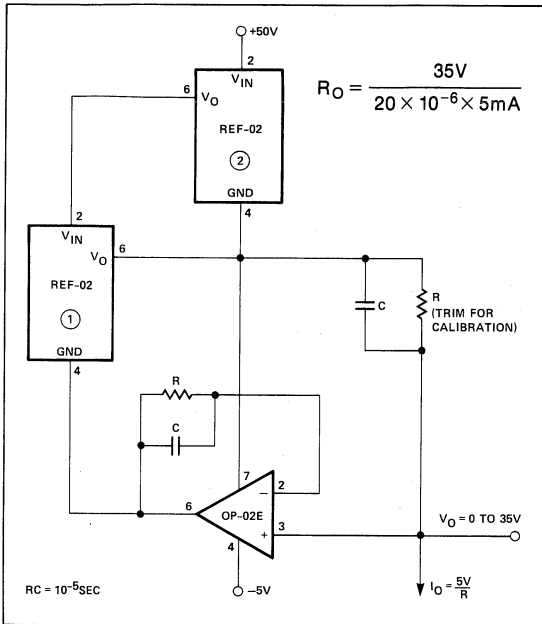 +50V
2
6
V_IN
V_O
REF-02
2
GND
4
R_O = 35V / 20 × 10⁻⁶ × 5mA
2
V_IN
V_O
6
REF-02
1
GND
4
C
R
(TRIM FOR
CALIBRATION)
R
C
7
2
−
6
OP-02E
3
+
4
V_O = 0 TO 35V
−5V
I_O = 5V/R
RC = 10⁻⁵SEC